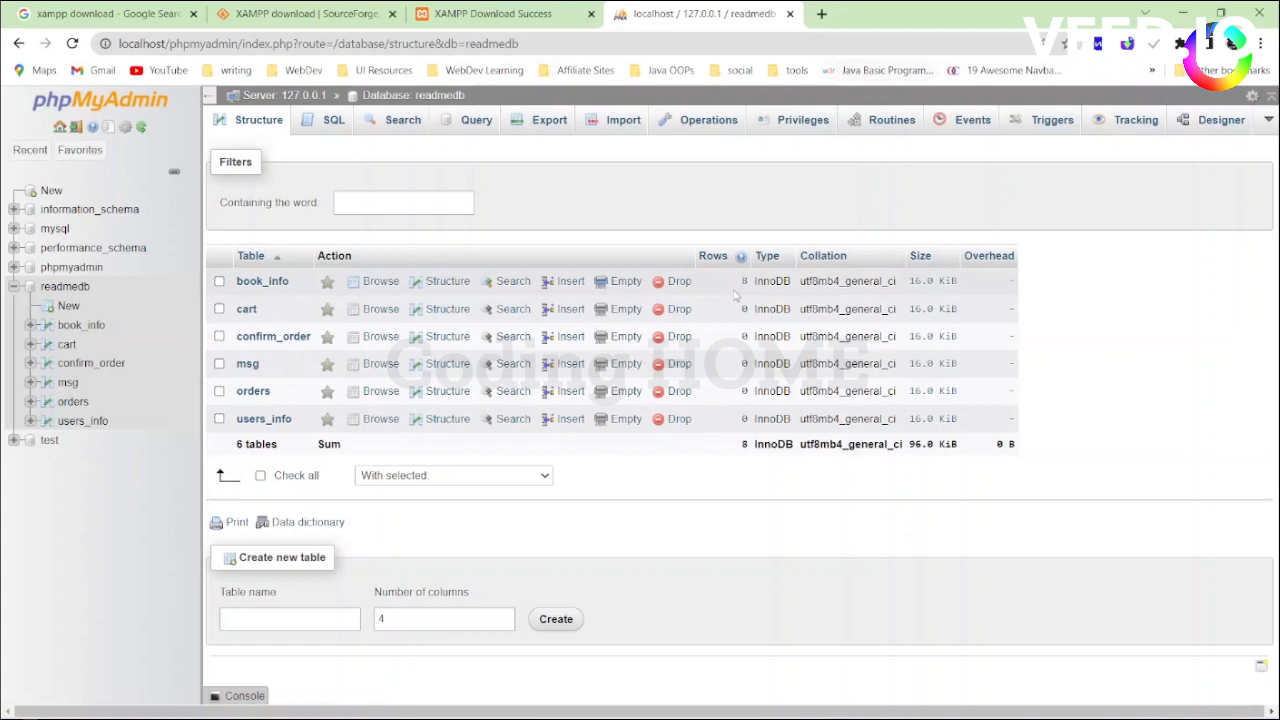 xampp download - Google Searc
XAMPP download | SourceForge
XAMPP Download Success
localhost / 127.0.0.1 / readmedb
localhost/phpmyadmin/index.php?route=/database/structure&db=readmedb
VEED.IO
Maps
Gmail
YouTube
writing
WebDev
UI Resources
WebDev.Learning
Affiliate Sites
Java OOPs
social
tools
Java Basic Program...
19 Awesome Navba...
»
Other bookmarks
phpMyAdmin
Recent
Favorites
New
information_schema
mysql
performance_schema
phpmyadmin
readmedb
New
book_info
cart
confirm_order
msg
orders
users_info
test
Server: 127.0.0.1 » Database: readmedb
Structure
SQL
Search
Query
Export
Import
Operations
Privileges
Routines
Events
Triggers
Tracking
Designer
Filters
Containing the word
Table Action Rows Type Collation Size Overhead
book_info Browse Structure Search Insert Empty Drop 8 InnoDB utf8mb4_general_ci 16.0 KiB -
cart Browse Structure Search Insert Empty Drop 0 InnoDB utf8mb4_general_ci 16.0 KiB -
confirm_order Browse Structure Search Insert Empty Drop 0 InnoDB utf8mb4_general_ci 16.0 KiB -
msg Browse Structure Search Insert Empty Drop 0 InnoDB utf8mb4_general_ci 16.0 KiB -
orders Browse Structure Search Insert Empty Drop 0 InnoDB utf8mb4_general_ci 16.0 KiB -
users_info Browse Structure Search Insert Empty Drop 0 InnoDB utf8mb4_general_ci 16.0 KiB -
6 tables Sum 8 InnoDB utf8mb4_general_ci 96.0 KiB 0 B
Coding HOME
Check all
With selected:
Print
Data dictionary
Create new table
Table name
Number of columns
4
Create
Console